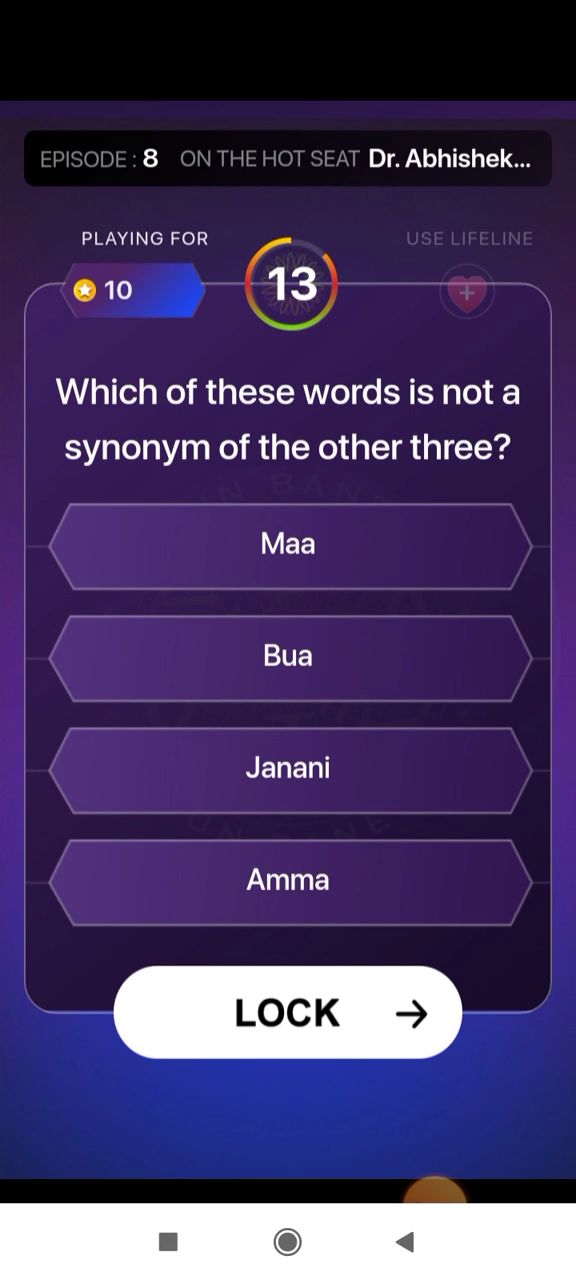 EPISODE : 8 ON THE HOT SEAT Dr. Abhishek...
PLAYING FOR
USE LIFELINE
10
13
Which of these words is not a
synonym of the other three?
Maa
Bua
Janani
Amma
LOCK